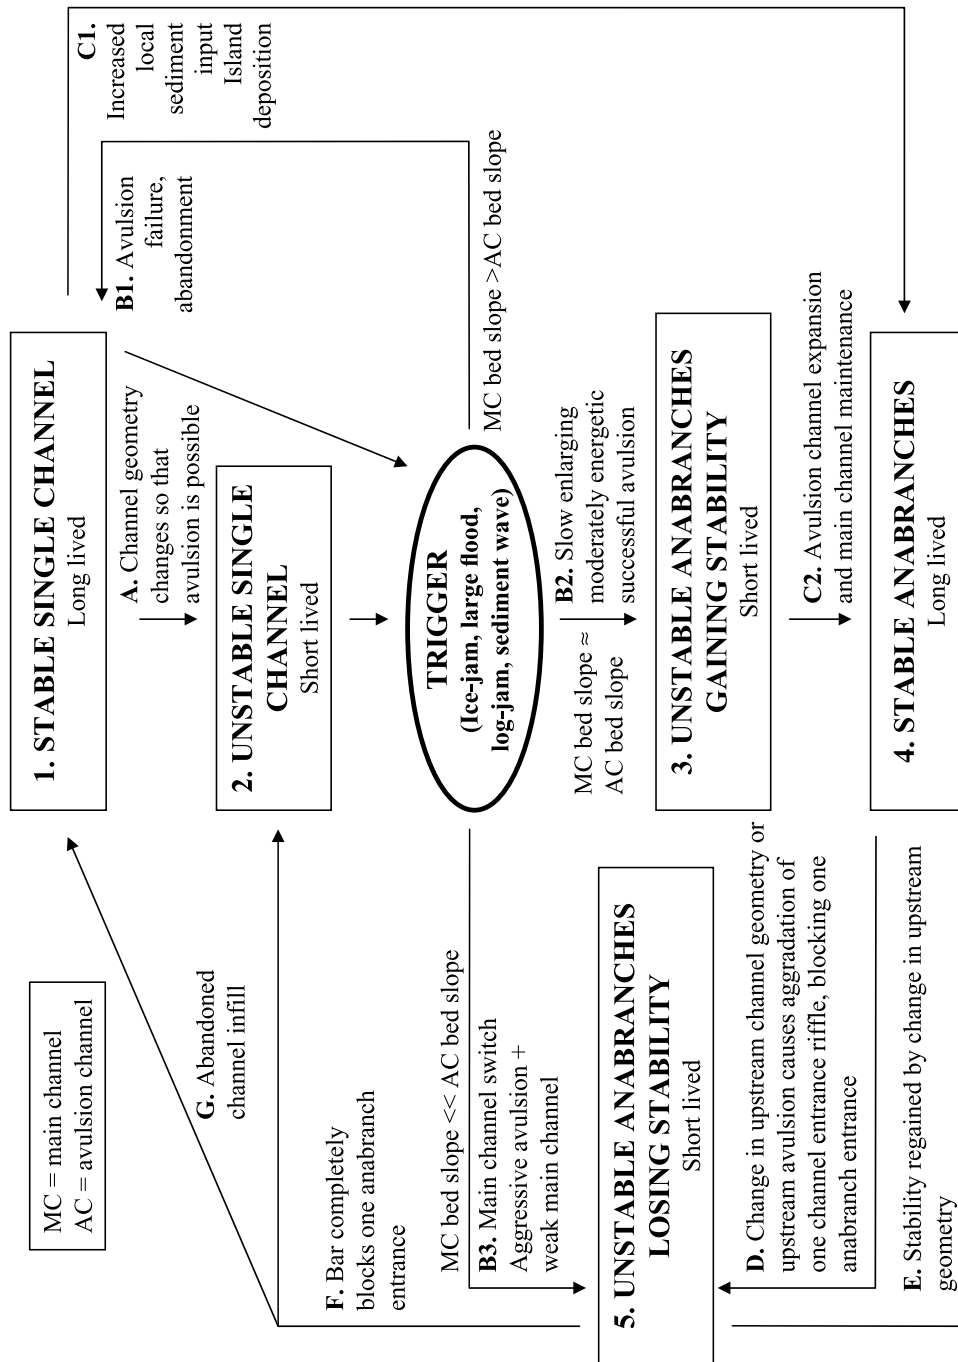 MC = main channel
AC = avulsion channel
1. STABLE SINGLE CHANNEL
Long lived
C1.
Increased
local
sediment
input
Island
deposition
A. Channel geometry
changes so that
avulsion is possible
B1. Avulsion
failure,
abandonment
G. Abandoned
channel infill
2. UNSTABLE SINGLE
CHANNEL
Short lived
F. Bar completely
blocks one anabranch
entrance
TRIGGER
(Ice-jam, large flood,
log-jam, sediment wave)
MC bed slope >AC bed slope
MC bed slope << AC bed slope
B3. Main channel switch
Aggressive avulsion +
weak main channel
B2. Slow enlarging
moderately energetic
successful avulsion
MC bed slope ≈
AC bed slope
5. UNSTABLE ANABRANCHES
LOSING STABILITY
Short lived
3. UNSTABLE ANABRANCHES
GAINING STABILITY
Short lived
D. Change in upstream channel geometry or
upstream avulsion causes aggradation of
one channel entrance riffle, blocking one
anabranch entrance
C2. Avulsion channel expansion
and main channel maintenance
4. STABLE ANABRANCHES
Long lived
E. Stability regained by change in upstream
geometry